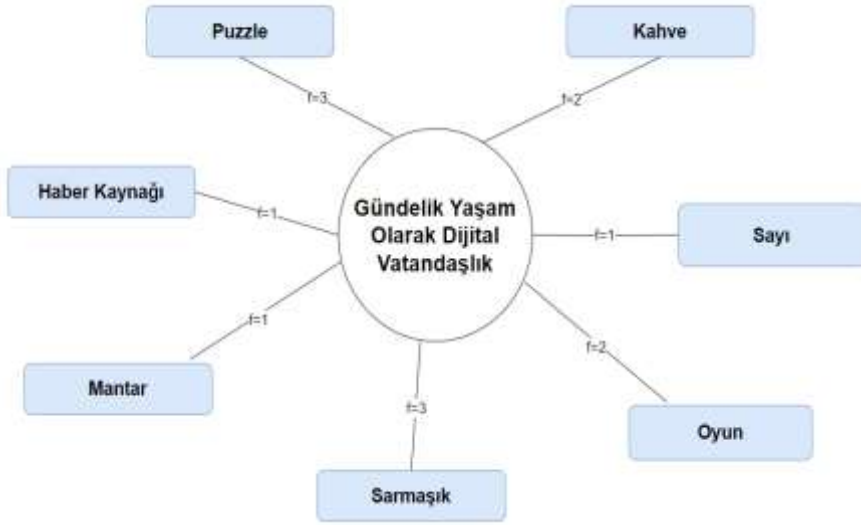 Puzzle
Kahve
f=3
f=2
Haber Kaynağı
f=1
Gündelik Yaşam
Olarak Dijital
Vatandaşlık
f=1
Sayı
f=1
Mantar
f=2
Oyun
f=3
Sarmaşık